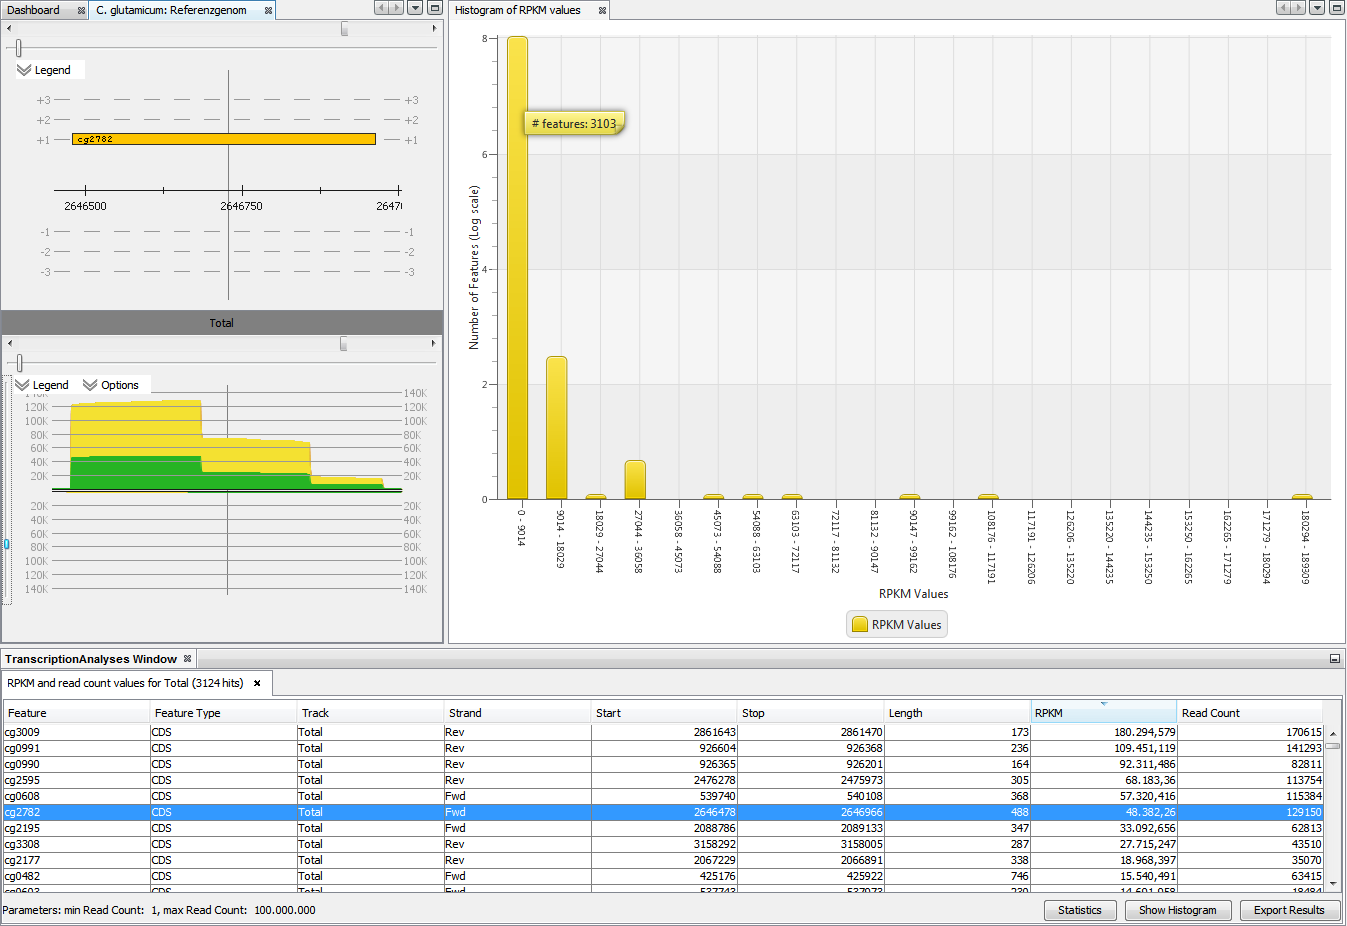 Dashboard
C. glutamicum: Referenzgenom
Legend
+3 +3
+2 +2
+1 cg2782 +1
2646500 2646750 26470
-1 -1
-2 -2
-3 -3
Total
Legend Options
140K 140K
120K 120K
100K 100K
80K 80K
60K 60K
40K 40K
20K 20K
20K 20K
40K 40K
60K 60K
80K 80K
100K 100K
120K 120K
140K 140K
Histogram of RPKM values
Number of Features (Log scale)
8
6
4
2
0
# features: 3103
0 - 9014
9014 - 18029
18029 - 27044
27044 - 36058
36058 - 45073
45073 - 54088
54088 - 63103
63103 - 72117
72117 - 81132
81132 - 90147
90147 - 99162
99162 - 108176
108176 - 117191
117191 - 126206
126206 - 135220
135220 - 144235
144235 - 153250
153250 - 162265
162265 - 171279
171279 - 180294
180294 - 189309
RPKM Values
RPKM Values
TranscriptionAnalyses Window
RPKM and read count values for Total (3124 hits)
Feature Feature Type Track Strand Start Stop Length RPKM Read Count
cg3009 CDS Total Rev 2861643 2861470 173 180.294,579 170615
cg0991 CDS Total Rev 926604 926368 236 109.451,119 141293
cg0990 CDS Total Rev 926365 926201 164 92.311,486 82811
cg2595 CDS Total Rev 2476278 2475973 305 68.183,36 113754
cg0608 CDS Total Fwd 539740 540108 368 57.320,416 115384
cg2782 CDS Total Fwd 2646478 2646966 488 48.382,26 129150
cg2195 CDS Total Fwd 2088786 2089133 347 33.092,656 62813
cg3308 CDS Total Rev 3158292 3158005 287 27.715,247 43510
cg2177 CDS Total Rev 2067229 2066891 338 18.968,397 35070
cg0482 CDS Total Fwd 425176 425922 746 15.540,491 63415
CDS Total
Parameters: min Read Count: 1, max Read Count: 100.000.000
Statistics Show Histogram Export Results